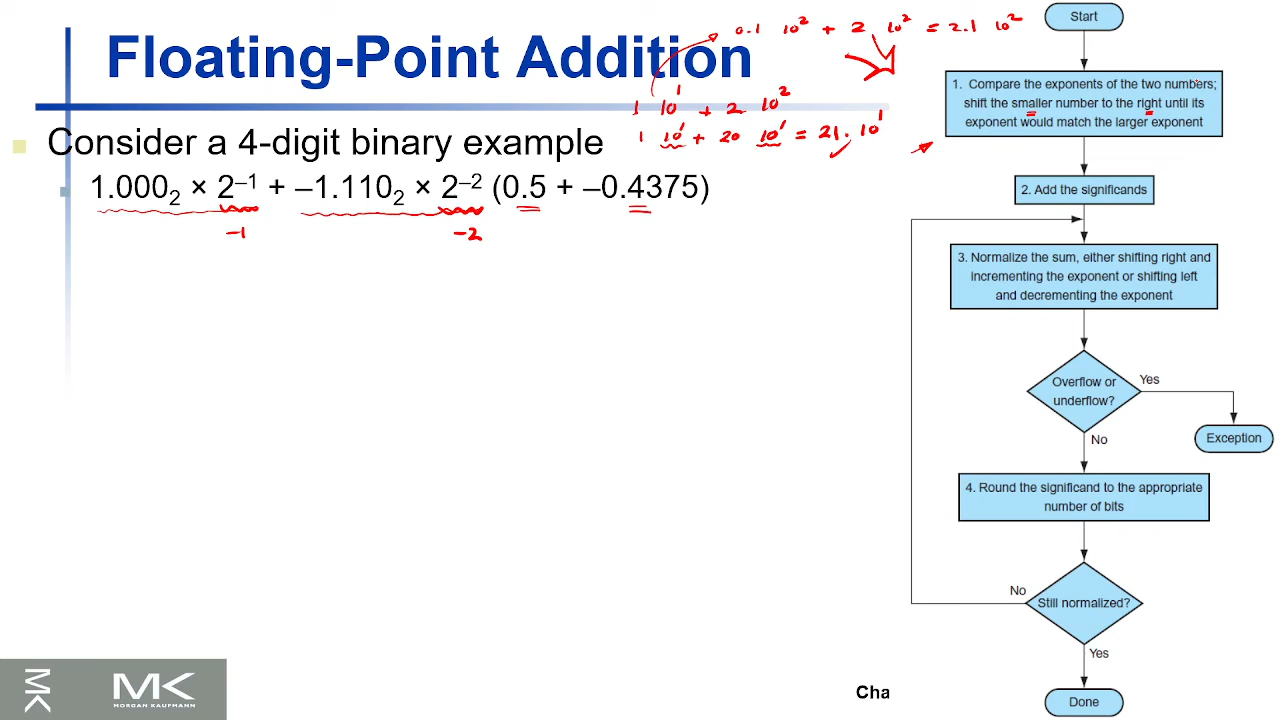 Floating-Point Addition
0.1 10² + 2 10² = 2.1 10²
1 10¹ + 2 10²
1 10¹ + 20 10¹ = 21. 10¹
Consider a 4-digit binary example
1.000₂ × 2⁻¹ + –1.110₂ × 2⁻² (0.5 + –0.4375)
-1
-2
Start
1. Compare the exponents of the two numbers;
shift the smaller number to the right until its
exponent would match the larger exponent
2. Add the significands
3. Normalize the sum, either shifting right and
incrementing the exponent or shifting left
and decrementing the exponent
Overflow or
underflow?
Yes
No
Exception
4. Round the significand to the appropriate
number of bits
No
Still normalized?
Yes
Done
MK
MK
MORGAN KAUFMANN
Cha